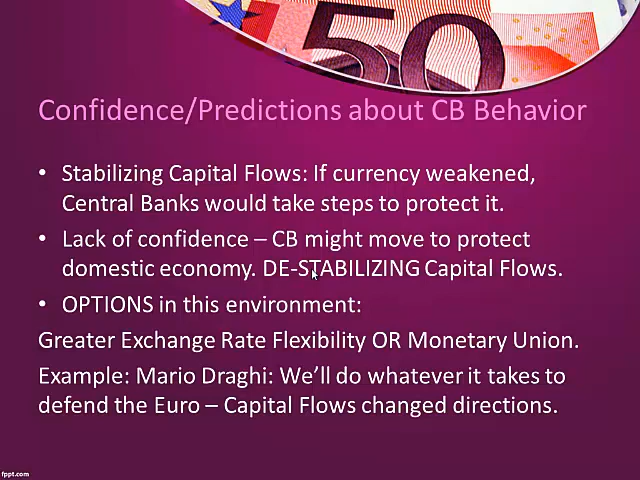 50
Confidence/Predictions about CB Behavior
• Stabilizing Capital Flows: If currency weakened,
Central Banks would take steps to protect it.
• Lack of confidence – CB might move to protect
domestic economy. DE-STABILIZING Capital Flows.
• OPTIONS in this environment:
Greater Exchange Rate Flexibility OR Monetary Union.
Example: Mario Draghi: We’ll do whatever it takes to
defend the Euro – Capital Flows changed directions.
fppt.com